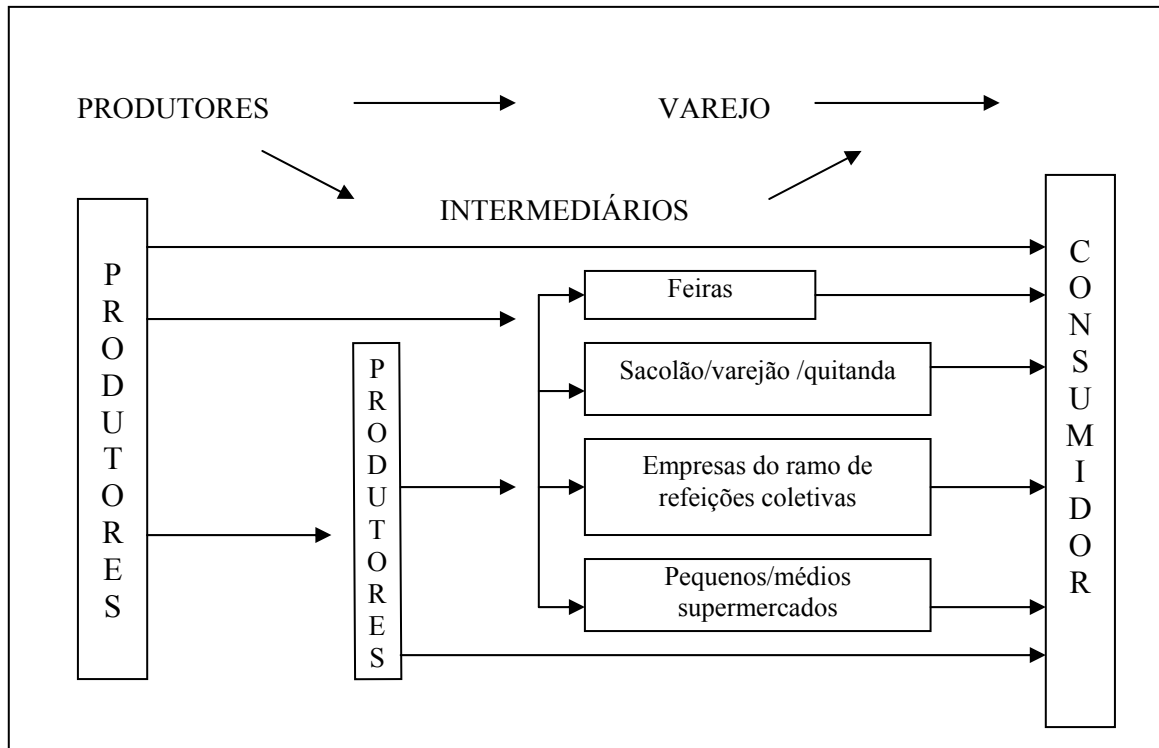 PRODUTORES
VAREJO
INTERMEDIÁRIOS
PRODUTORES
PRODUTORES
Feiras
Sacolão/varejão /quitanda
Empresas do ramo de
refeições coletivas
Pequenos/médios
supermercados
CONSUMIDOR